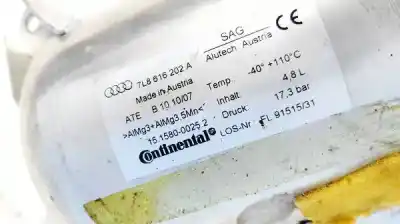 7L8 616 202 A
Made in Austria
ATE B 10 10/07
>AlMg3+AlMg3.5Mn<
15.1580-0025.2
Continental
SAG
Alutech, Austria
CE
Temp. -40° +110°C
Inhalt: 4,8 L
Druck: 17,3 bar
LOS-Nr. FL 91515/31